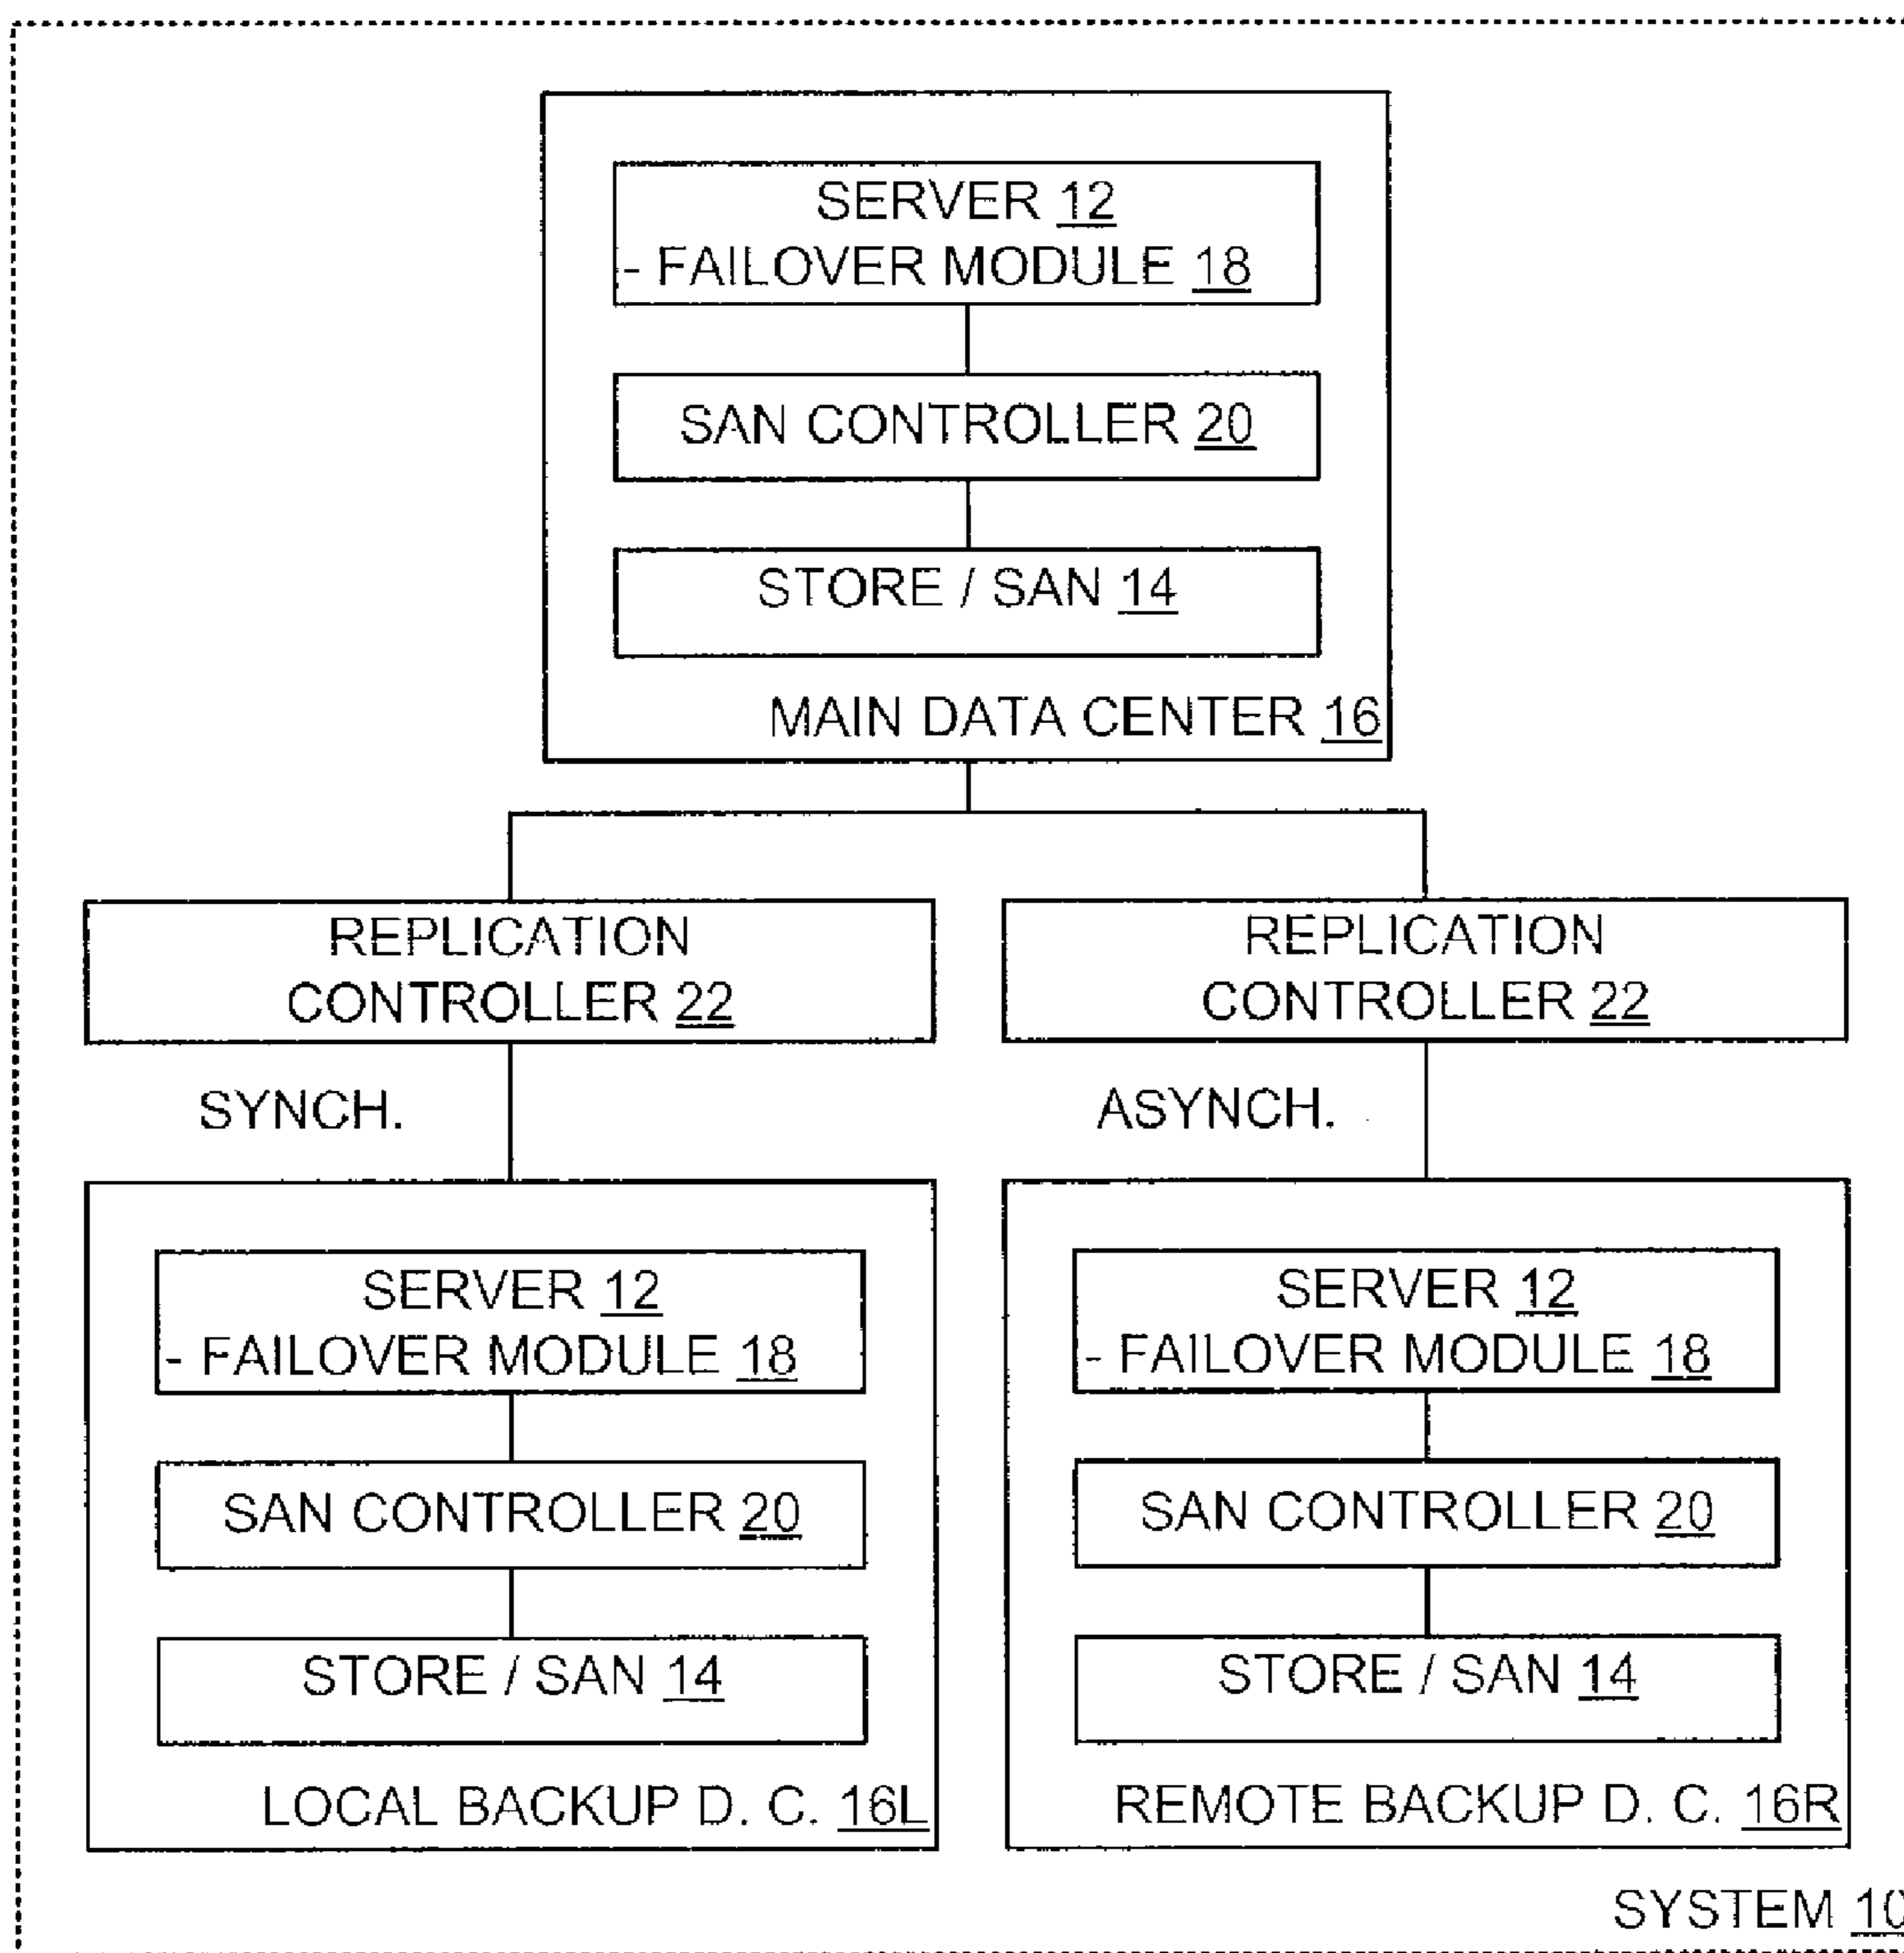 SERVER 12
- FAILOVER MODULE 18
SAN CONTROLLER 20
STORE / SAN 14
MAIN DATA CENTER 16
REPLICATION
CONTROLLER 22
REPLICATION
CONTROLLER 22
SYNCH.
ASYNCH.
SERVER 12
- FAILOVER MODULE 18
SAN CONTROLLER 20
STORE / SAN 14
LOCAL BACKUP D. C. 16L
SERVER 12
- FAILOVER MODULE 18
SAN CONTROLLER 20
STORE / SAN 14
REMOTE BACKUP D. C. 16R
SYSTEM 10